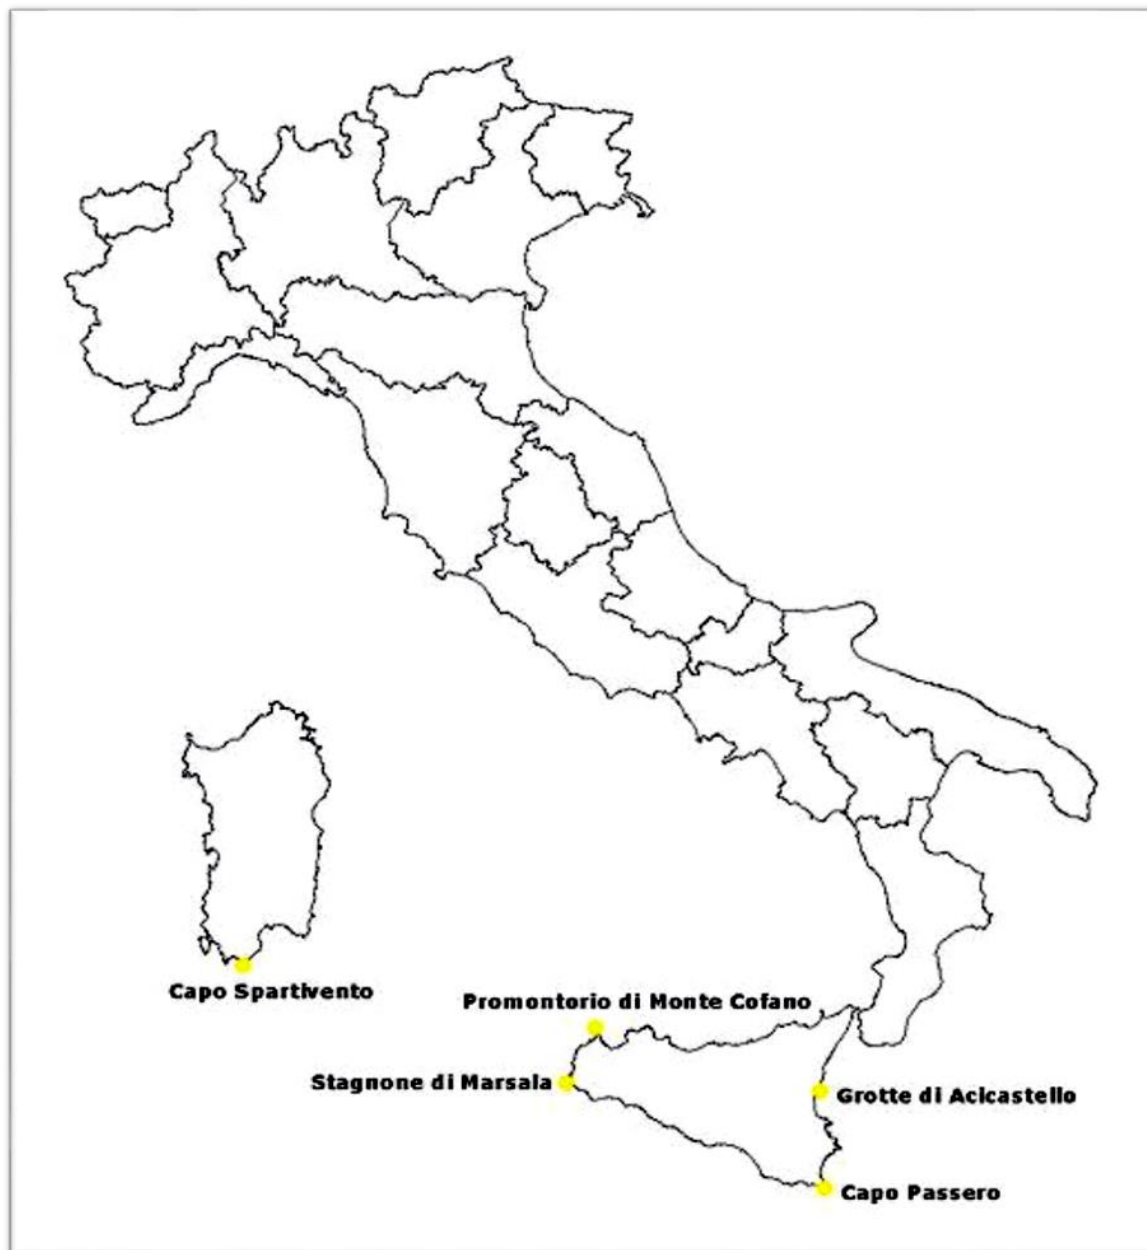 Capo Spartivento
Promontorio di Monte Cofano
Stagnone di Marsala
Grotte di Acicastello
Capo Passero